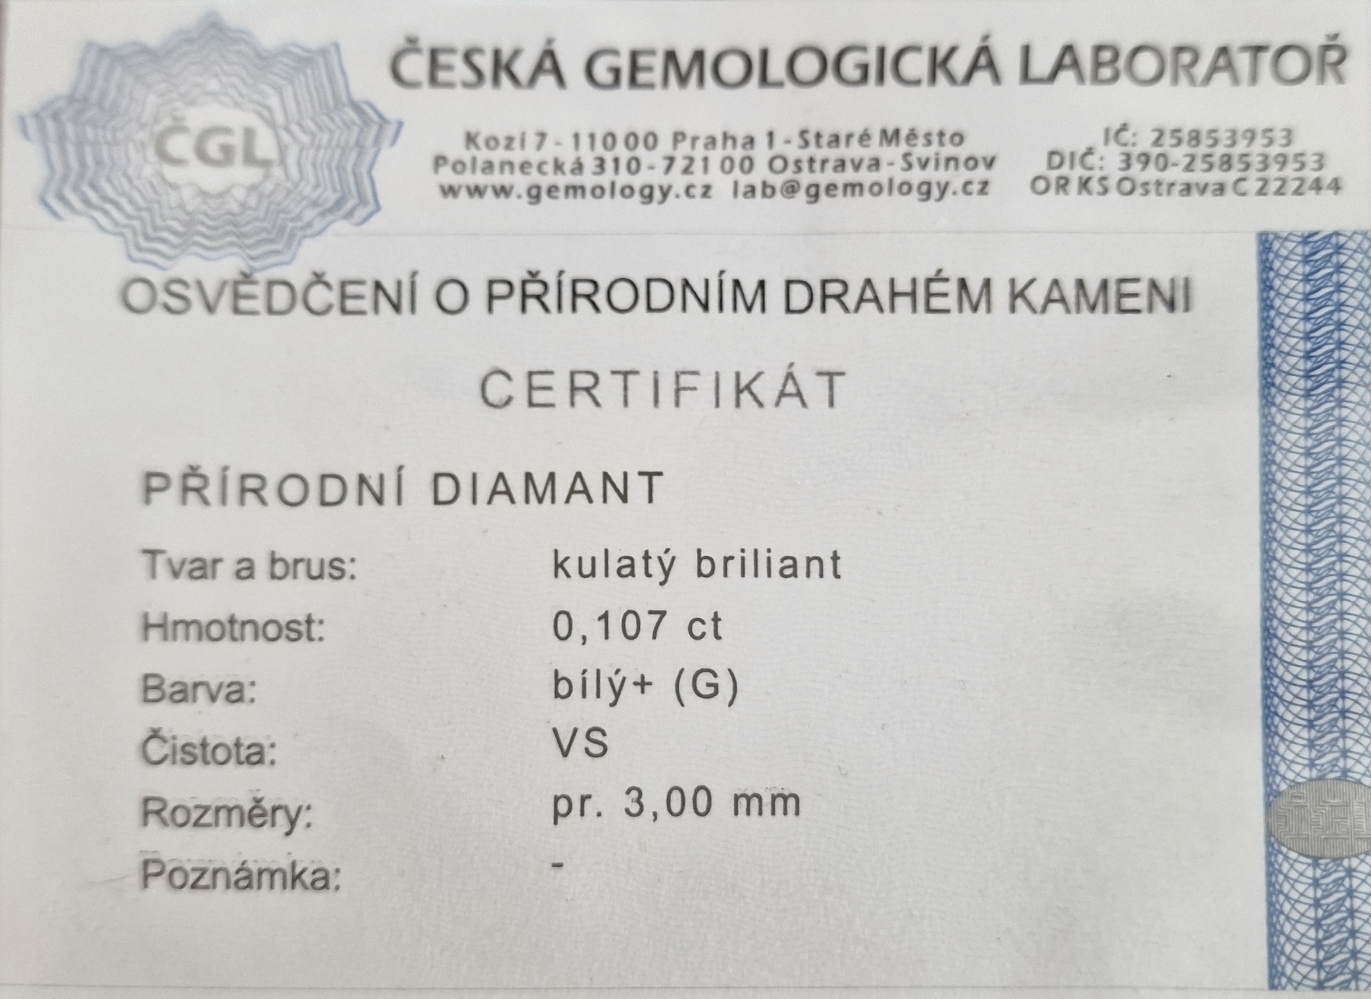 ČGL
ČESKÁ GEMOLOGICKÁ LABORATOŘ
Kozí 7 - 110 00 Praha 1 - Staré Město
Polanecká 310 - 721 00 Ostrava - Svinov
www.gemology.cz lab@gemology.cz
IČ: 25853953
DIČ: 390-25853953
OR KS Ostrava C 22244
OSVĚDČENÍ O PŘÍRODNÍM DRAHÉM KAMENI
CERTIFIKÁT
PŘÍRODNÍ DIAMANT
Tvar a brus: kulatý briliant
Hmotnost: 0,107 ct
Barva: bílý+ (G)
Čistota: VS
Rozměry: pr. 3,00 mm
Poznámka: -